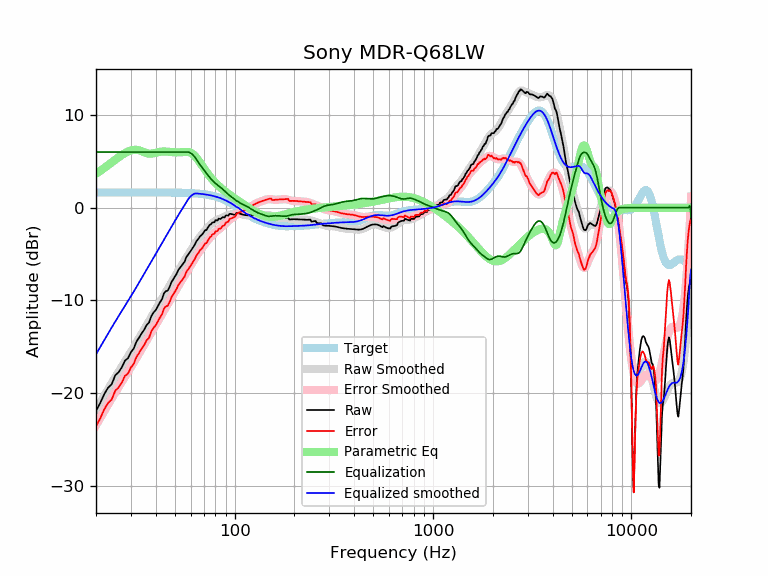 Sony MDR-Q68LW
Amplitude (dBr)
10
0
−10
−20
−30
Target
Raw Smoothed
Error Smoothed
Raw
Error
Parametric Eq
Equalization
Equalized smoothed
100
1000
10000
Frequency (Hz)